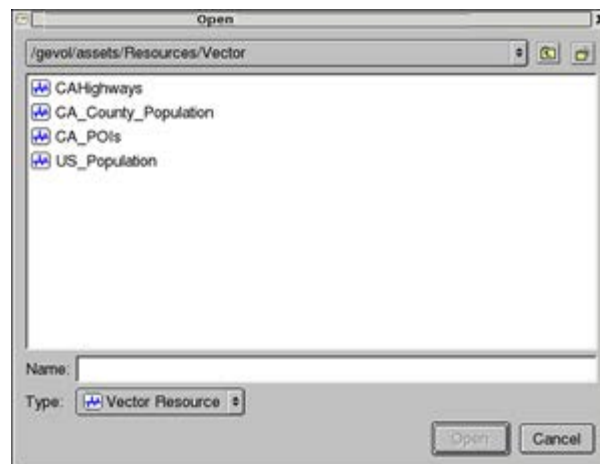 Open
/gevol/assets/Resources/Vector
CAHighways
CA_County_Population
CA_POIs
US_Population
Name:
Type: Vector Resource
Open Cancel